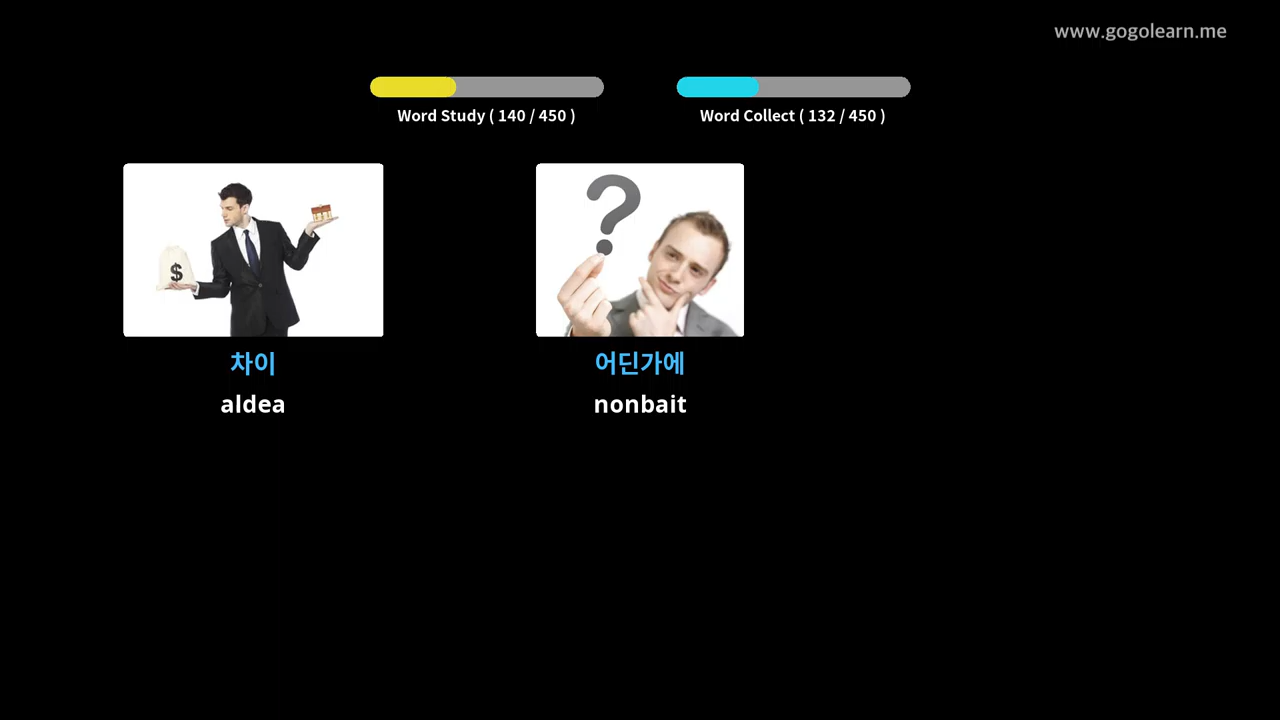 www.gogolearn.me
Word Study ( 140 / 450 )
Word Collect ( 132 / 450 )
$
차이
어딘가에
aldea
nonbait